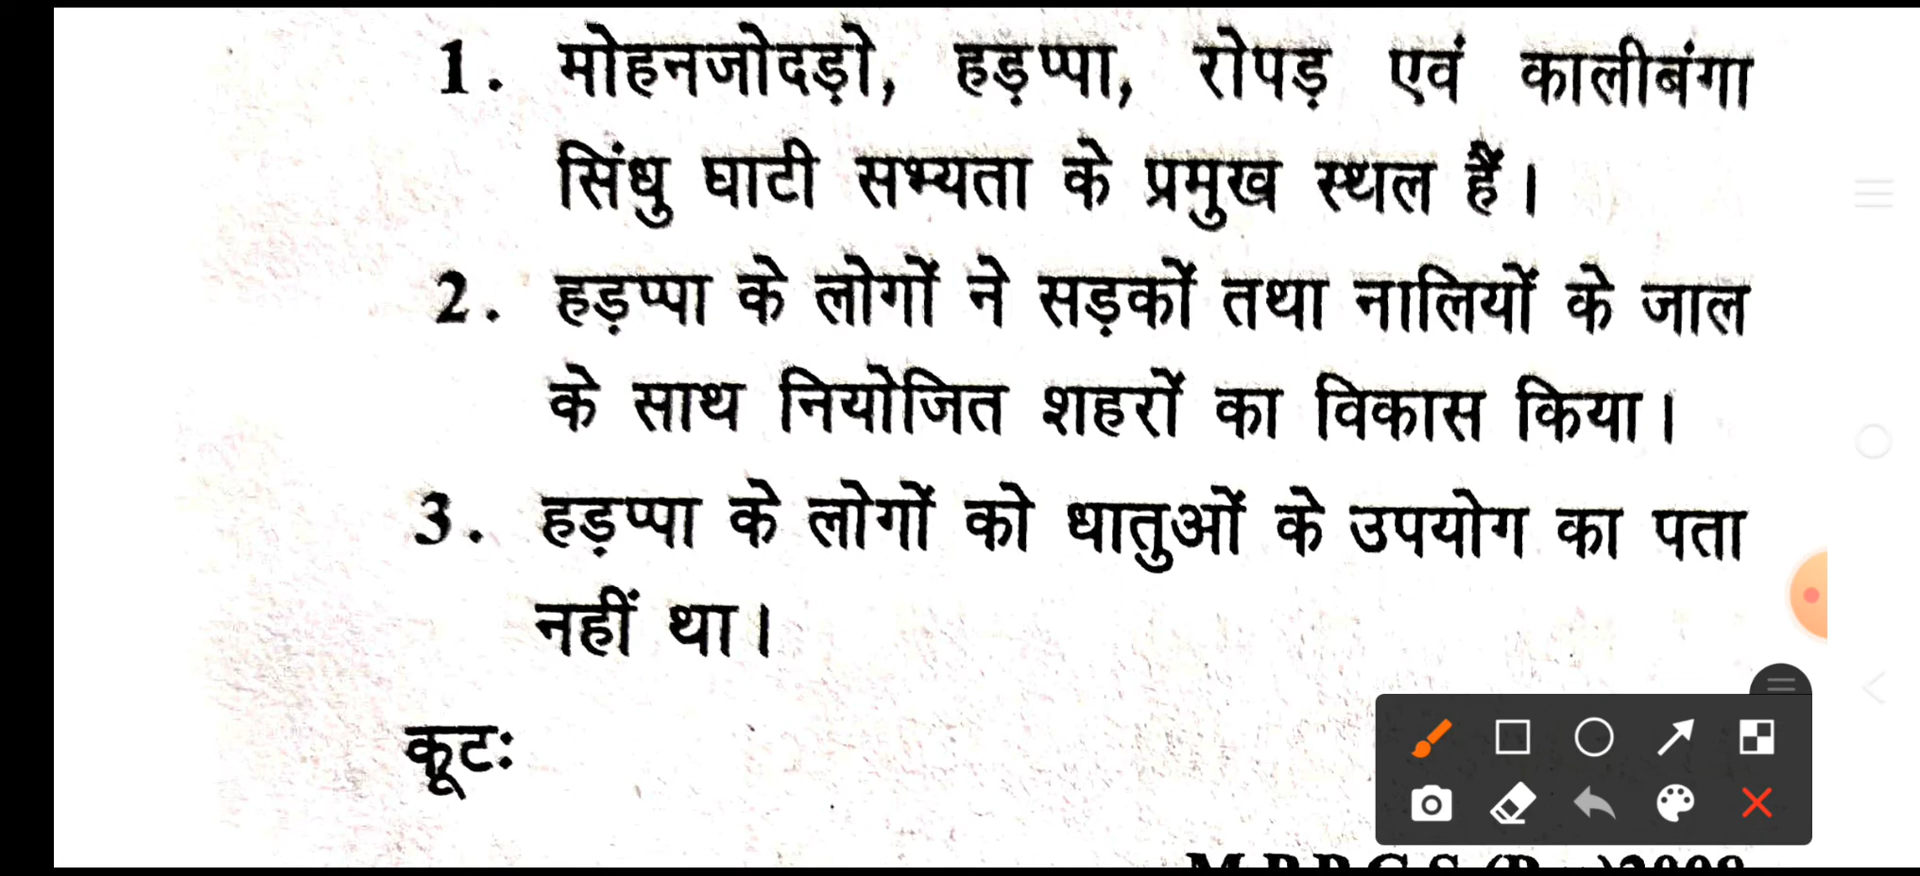 1. मोहनजोदड़ो, हड़प्पा, रोपड़ एवं कालीबंगा
सिंधु घाटी सभ्यता के प्रमुख स्थल हैं।
2. हड़प्पा के लोगों ने सड़कों तथा नालियों के जाल
के साथ नियोजित शहरों का विकास किया।
3. हड़प्पा के लोगों को धातुओं के उपयोग का पता
नहीं था।
कूटः